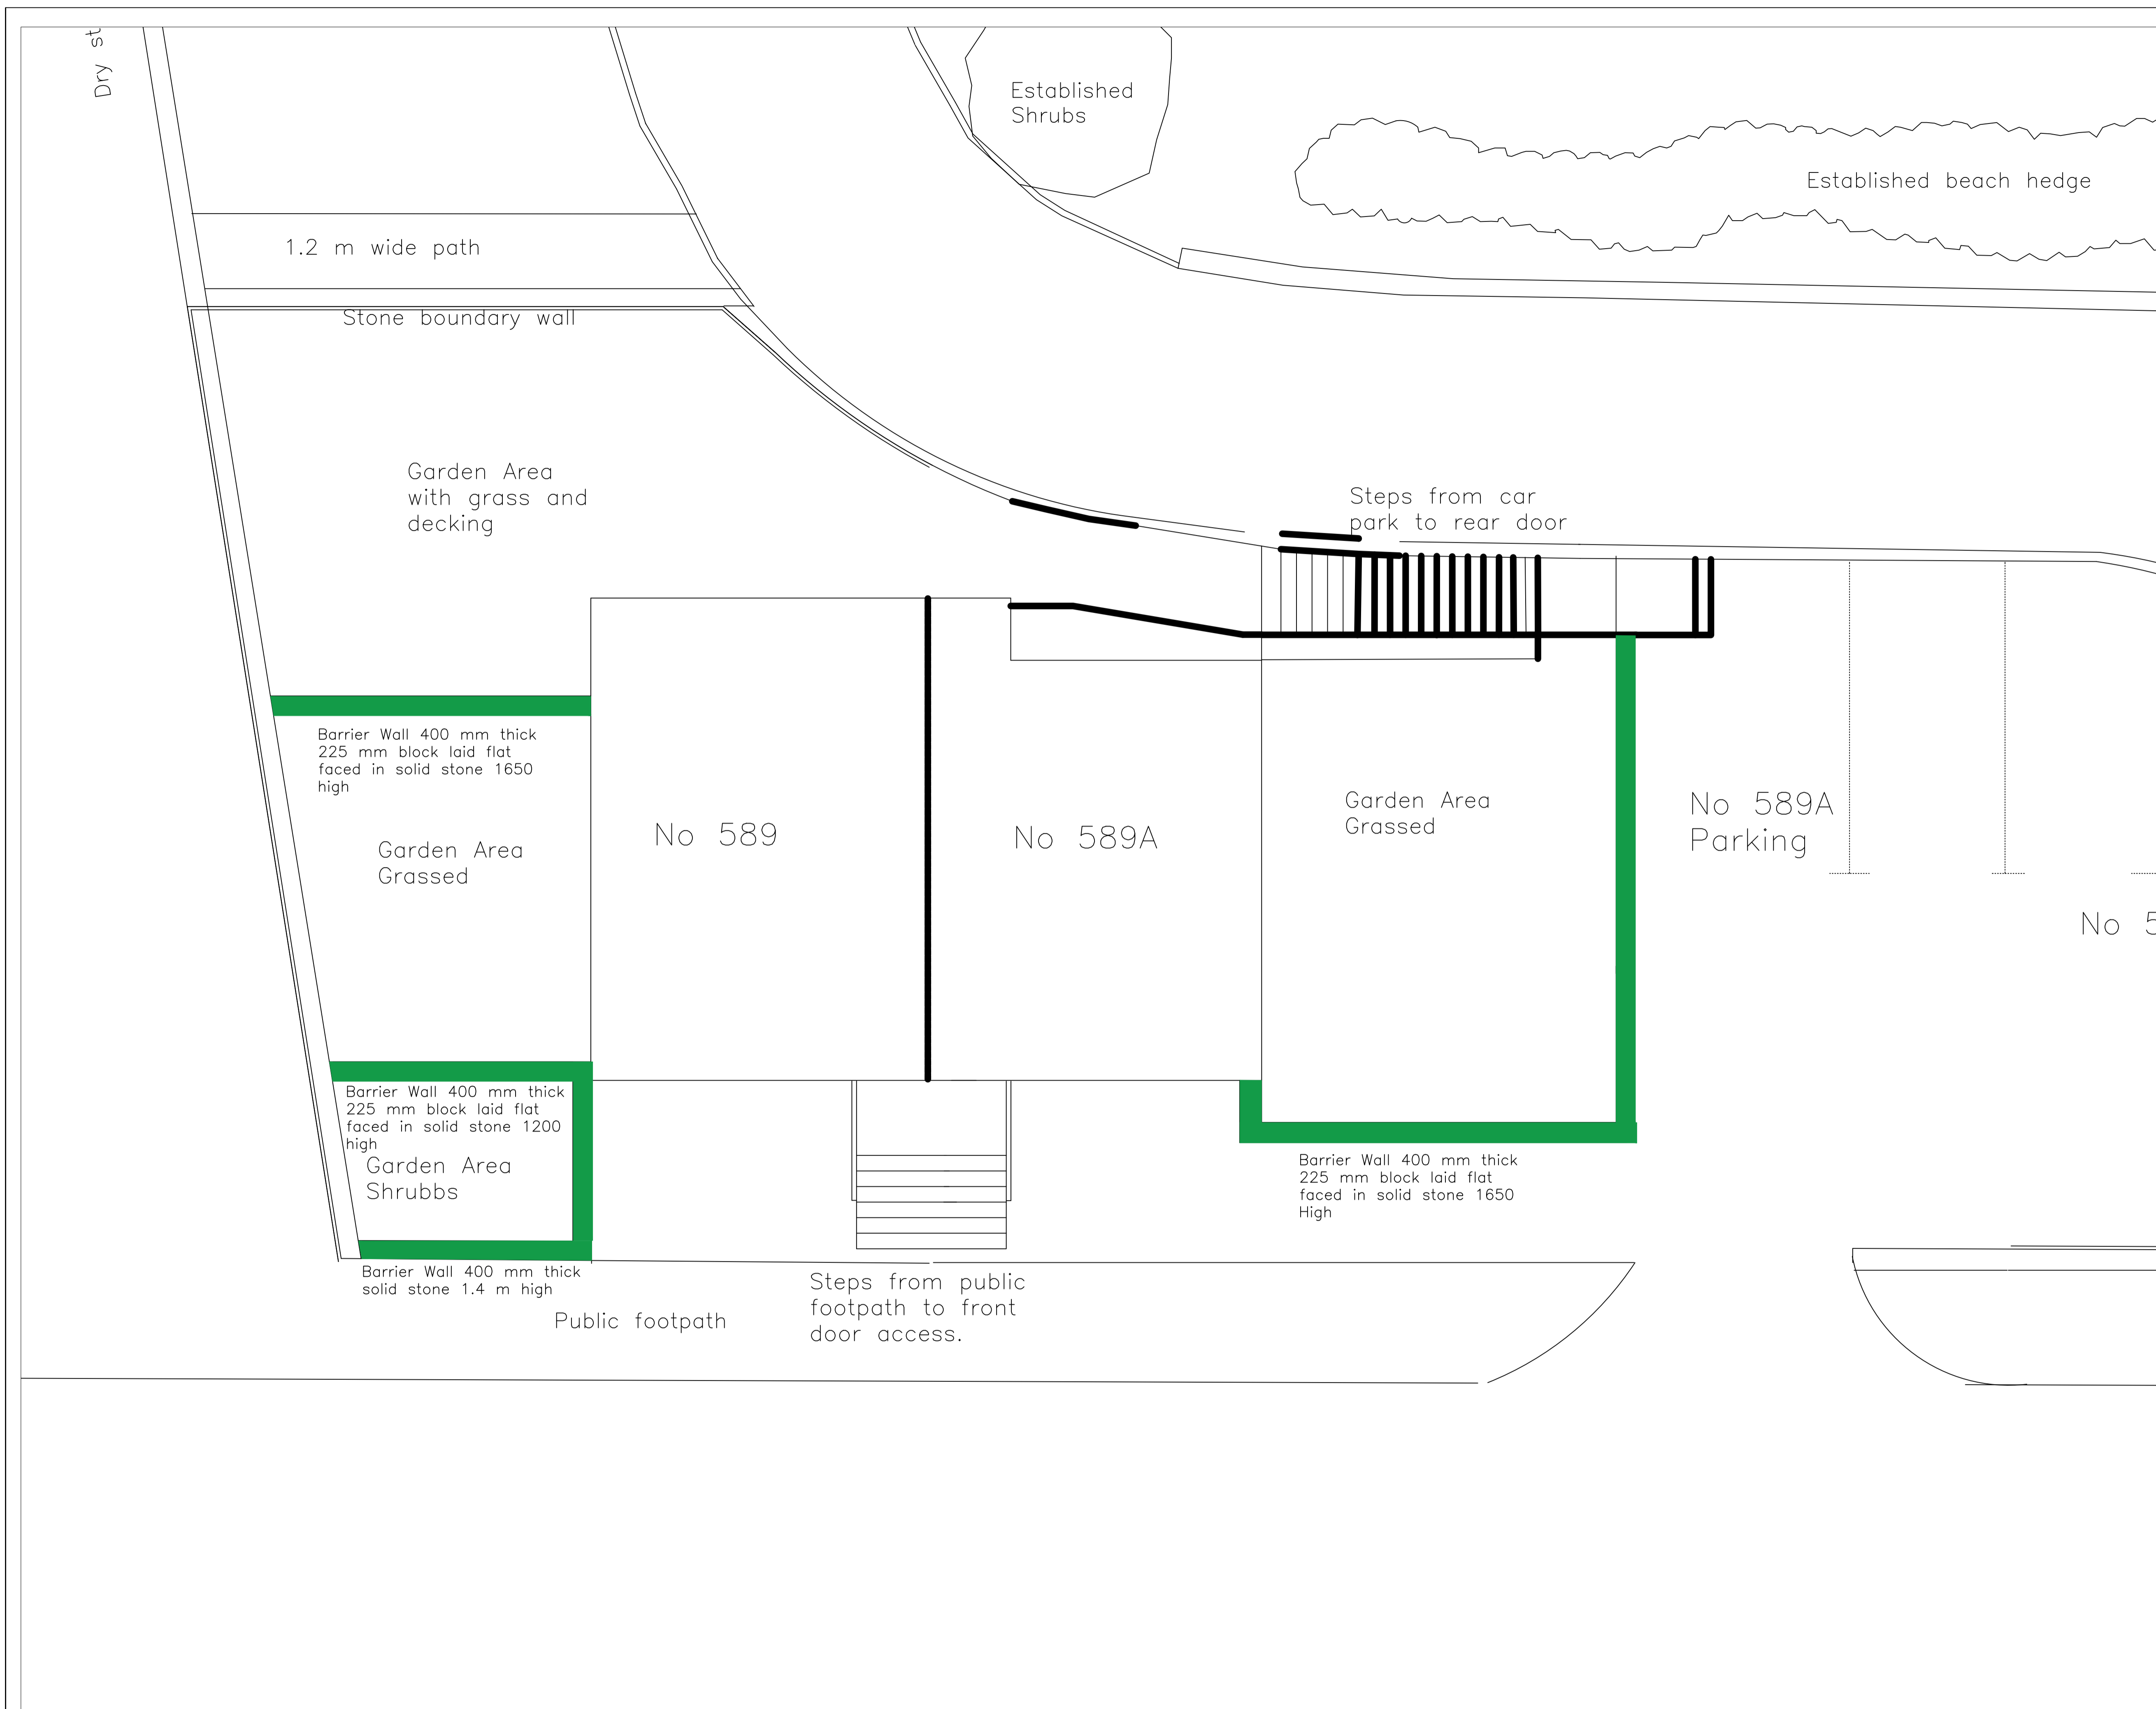 Dry st
Established
Shrubs
Established beach hedge
1.2 m wide path
Stone boundary wall
Garden Area
with grass and
decking
Steps from car
park to rear door
Barrier Wall 400 mm thick
225 mm block laid flat
faced in solid stone 1650
high
Garden Area
Grassed
No 589
No 589A
Garden Area
Grassed
No 589A
Parking
No 5
Barrier Wall 400 mm thick
225 mm block laid flat
faced in solid stone 1200
high
Garden Area
Shrubbs
Barrier Wall 400 mm thick
225 mm block laid flat
faced in solid stone 1650
High
Barrier Wall 400 mm thick
solid stone 1.4 m high
Public footpath
Steps from public
footpath to front
door access.